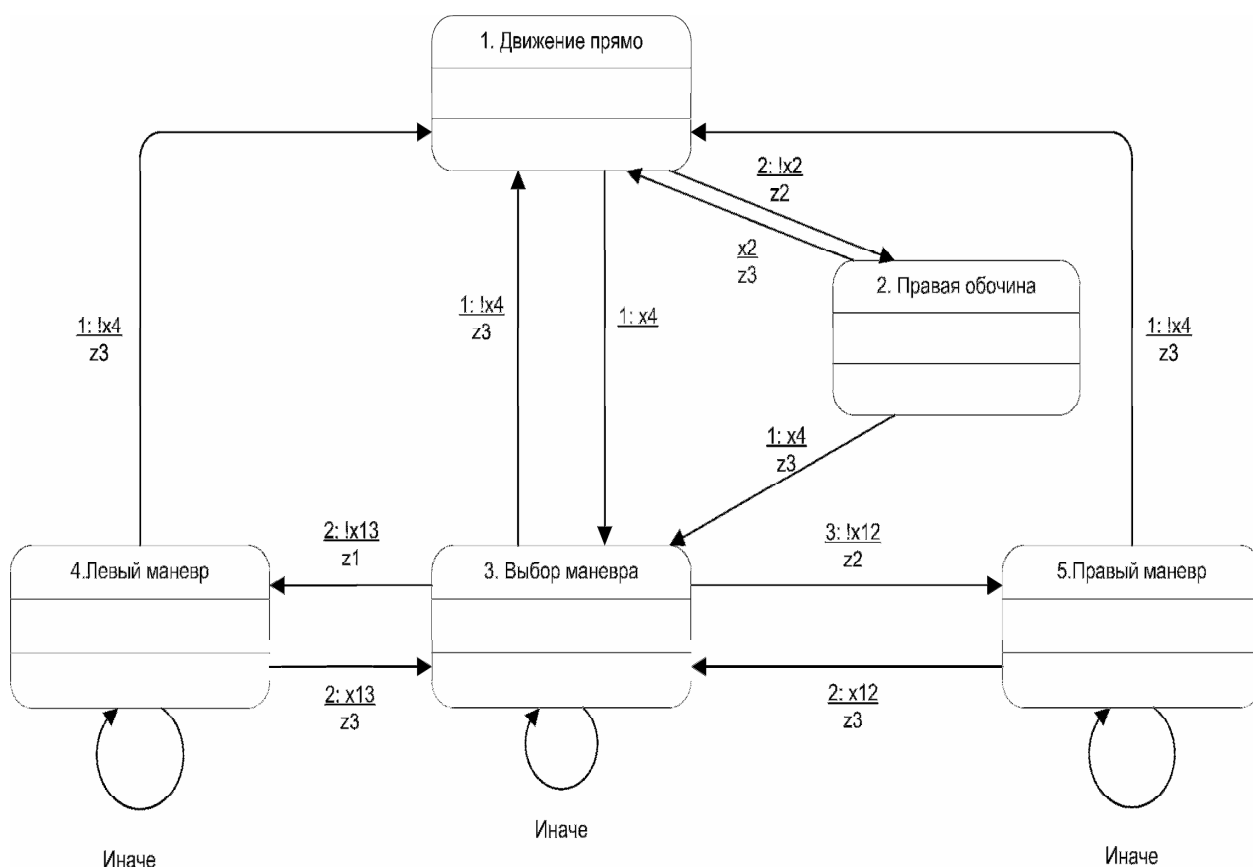 1. Движение прямо
2: !x2
z2
x2
z3
2. Правая обочина
1: !x4
z3
1: !x4
z3
1: x4
1: !x4
z3
1: x4
z3
2: !x13
z1
3: !x12
z2
4.Левый маневр
3. Выбор маневра
5.Правый маневр
2: x13
z3
2: x12
z3
Иначе
Иначе
Иначе